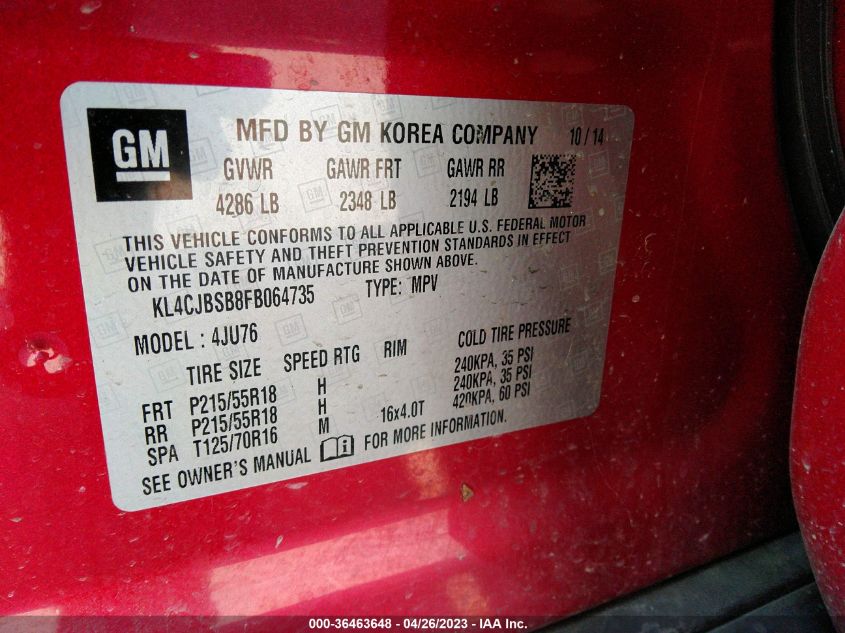 GM
MFD BY GM KOREA COMPANY 10/14
GVWR GAWR FRT GAWR RR
4286 LB 2348 LB 2194 LB
THIS VEHICLE CONFORMS TO ALL APPLICABLE U.S. FEDERAL MOTOR
VEHICLE SAFETY AND THEFT PREVENTION STANDARDS IN EFFECT
ON THE DATE OF MANUFACTURE SHOWN ABOVE.
KL4CJBSB8FB064735 TYPE: MPV
MODEL: 4JU76
TIRE SIZE SPEED RTG RIM COLD TIRE PRESSURE
FRT P215/55R18 H 240KPA, 35 PSI
RR P215/55R18 H 240KPA, 35 PSI
SPA T125/70R16 M 16x4.0T 420KPA, 60 PSI
SEE OWNER'S MANUAL FOR MORE INFORMATION.
000-36463648 - 04/26/2023 - IAA Inc.